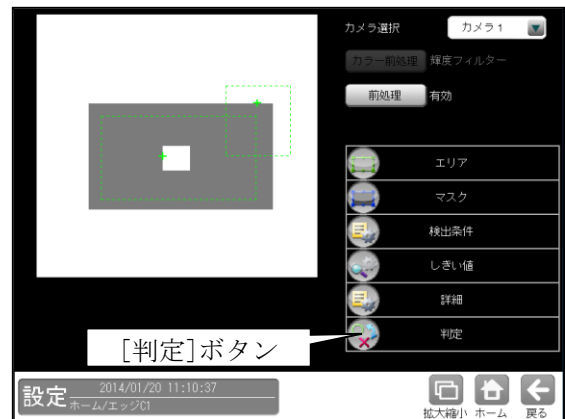 カメラ選択 カメラ1
カラー前処理 輝度フィルター
前処理 有効
エリア
マスク
検出条件
しきい値
詳細
判定
[判定]ボタン
設定 2014/01/20 11:10:37
ホーム/エッジC1
拡大縮小 ホーム 戻る